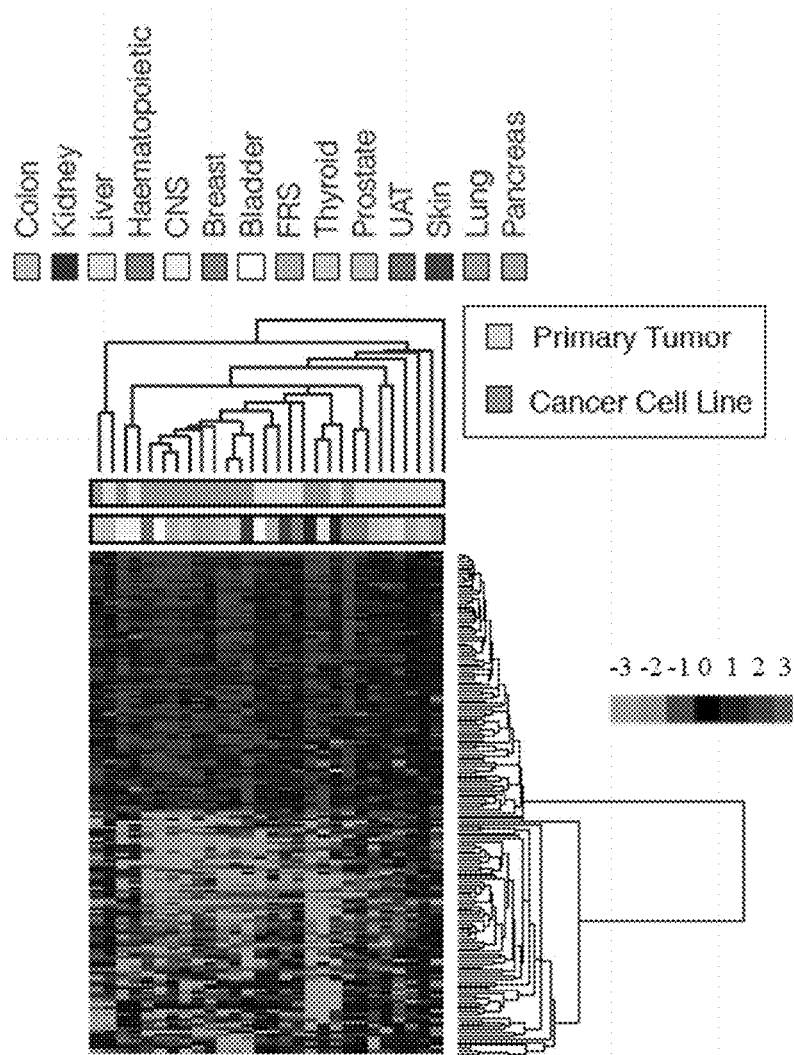 Colon
Kidney
Liver
Haematopoietic
CNS
Breast
Bladder
FRS
Thyroid
Prostate
UAT
Skin
Lung
Pancreas
Primary Tumor
Cancer Cell Line
-3 -2 -1 0 1 2 3